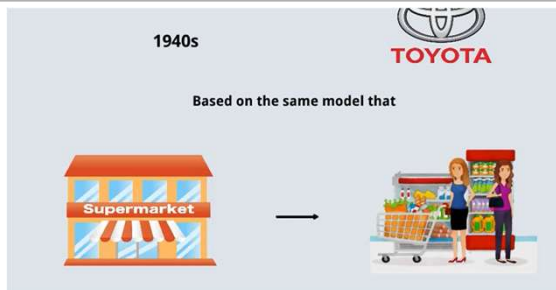 1940s
TOYOTA
Based on the same model that
Supermarket